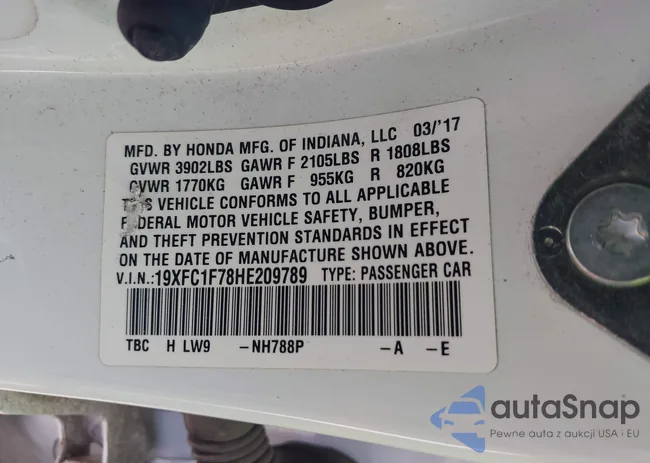 MFD. BY HONDA MFG. OF INDIANA, LLC 03/'17
GVWR 3902LBS GAWR F 2105LBS R 1808LBS
GVWR 1770KG GAWR F 955KG R 820KG
THIS VEHICLE CONFORMS TO ALL APPLICABLE
FEDERAL MOTOR VEHICLE SAFETY, BUMPER,
AND THEFT PREVENTION STANDARDS IN EFFECT
ON THE DATE OF MANUFACTURE SHOWN ABOVE.
V.I.N.: 19XFC1F78HE209789 TYPE: PASSENGER CAR
TBC H LW9 -NH788P -A -E
autaSnap
Pewne auta z aukcji USA · EU